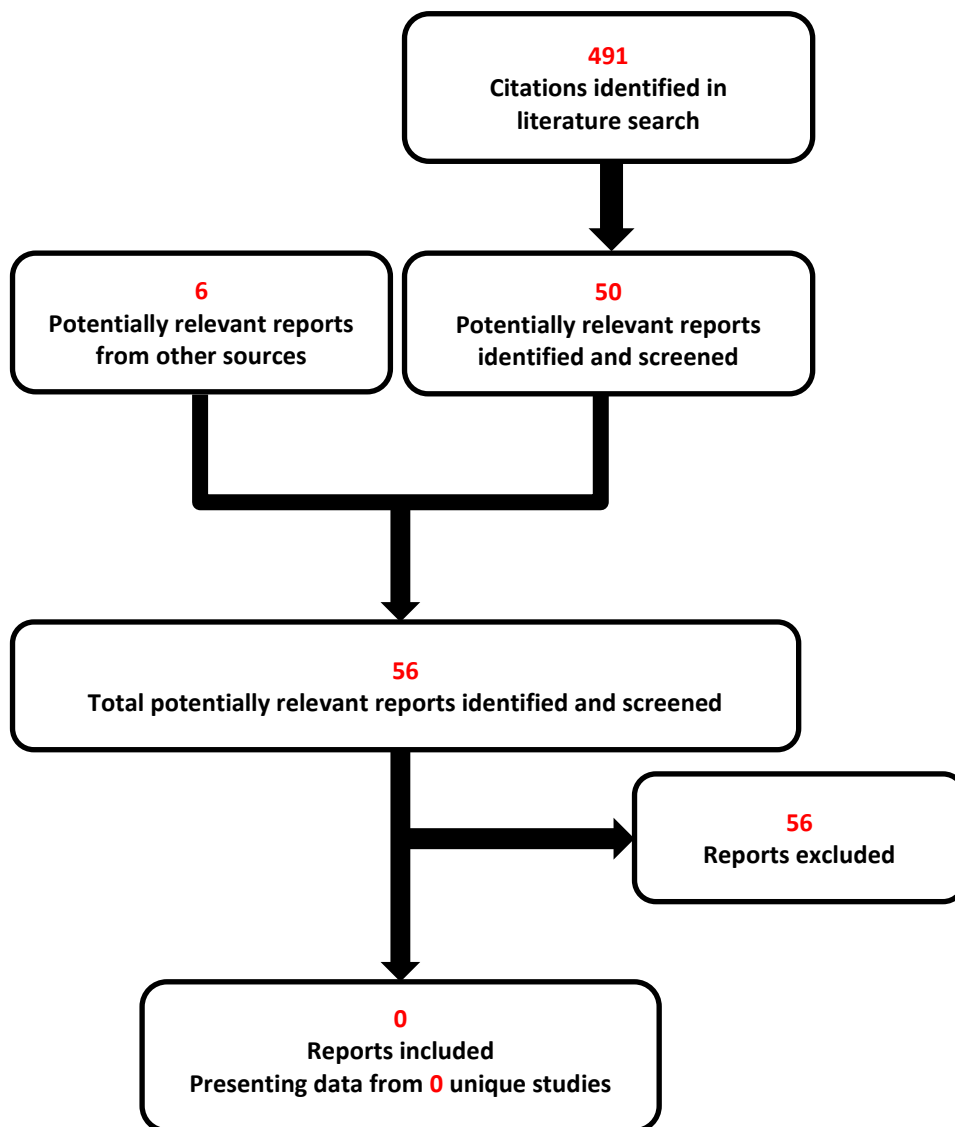 491
Citations identified in
literature search
6
Potentially relevant reports
from other sources
50
Potentially relevant reports
identified and screened
56
Total potentially relevant reports identified and screened
56
Reports excluded
0
Reports included
Presenting data from 0 unique studies